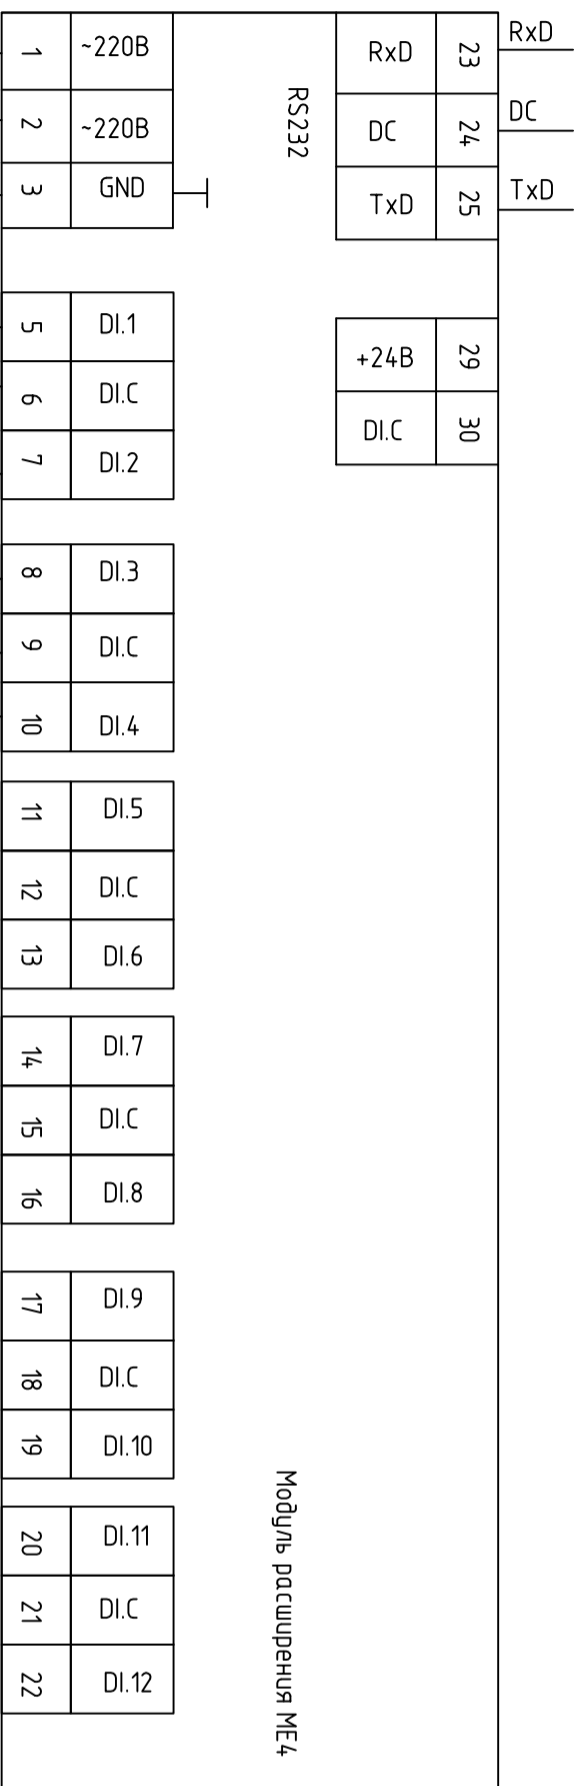 1 ~220В
2 ~220В
3 GND
RS232
RxD 23 RxD
DC 24 DC
TxD 25 TxD
+24В 29
DI.C 30
5 DI.1
6 DI.C
7 DI.2
8 DI.3
9 DI.C
10 DI.4
11 DI.5
12 DI.C
13 DI.6
14 DI.7
15 DI.C
16 DI.8
17 DI.9
18 DI.C
19 DI.10
20 DI.11
21 DI.C
22 DI.12
Модуль расширения МЕ4